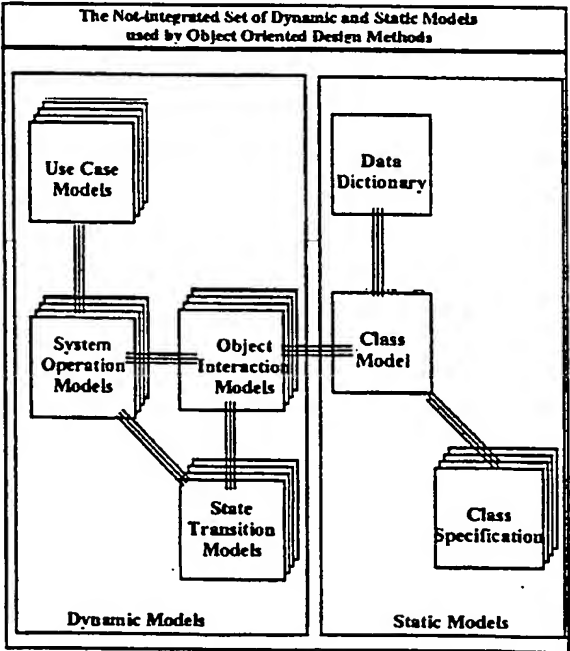 The Not-integrated Set of Dynamic and Static Models
used by Object Oriented Design Methods
Use Case
Models
Data
Dictionary
System
Operation
Models
Object
Interaction
Models
Class
Model
State
Transition
Models
Class
Specification
Dynamic Models
Static Models